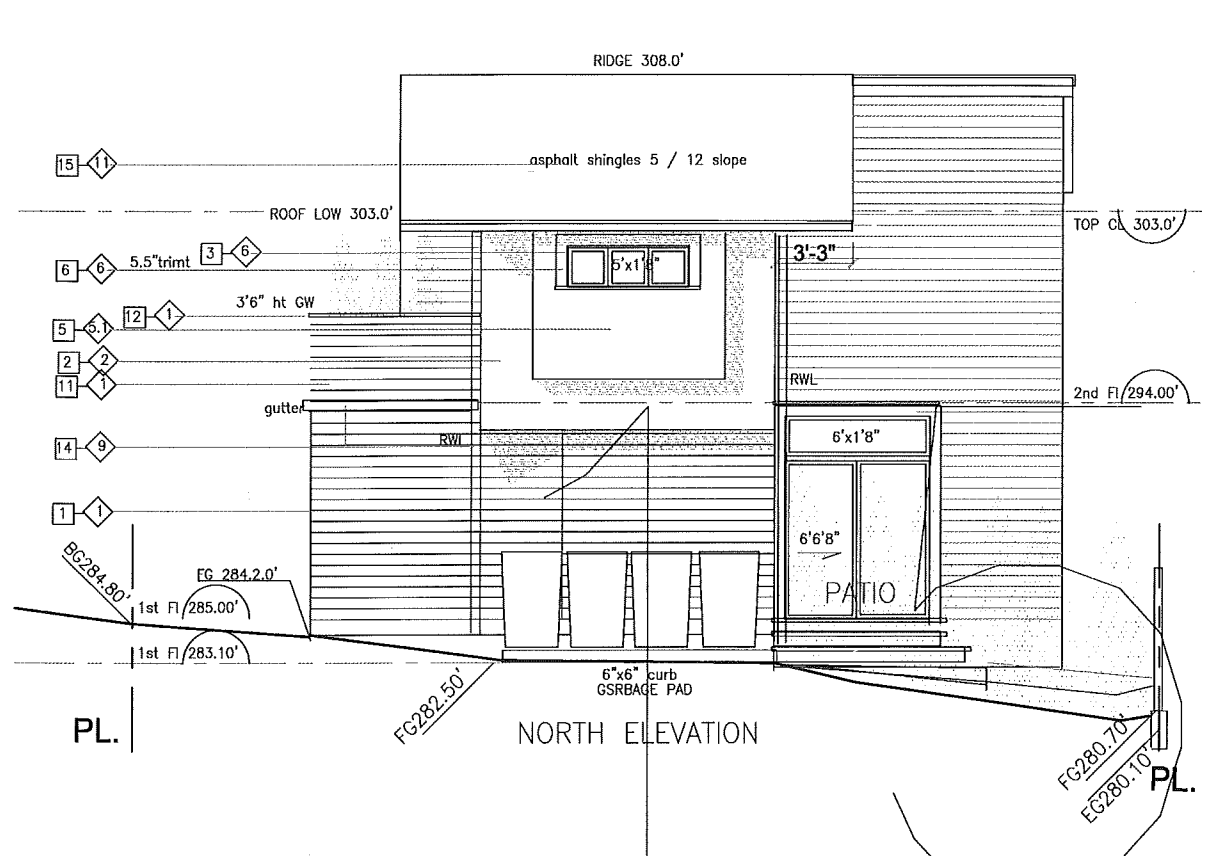 RIDGE 308.0'
15 11 asphalt shingles 5 / 12 slope
ROOF LOW 303.0'
TOP CL 303.0'
3 6
3'-3"
6 6 5.5"trimt
5'x1'6"
3'6" ht GW
12 1
5 5.1
2 2
11 1
RWL
2nd Fl 294.00'
gutter
6'x1'8"
14 9
RWL
1 1
6'6'8"
BG284.80'
FG 284.2.0'
PATIO
1st Fl 285.00'
1st Fl 283.10'
6"x6" curb
GSRBAGE PAD
FG282.50'
PL.
NORTH ELEVATION
FG280.70'
EG280.10'
PL.